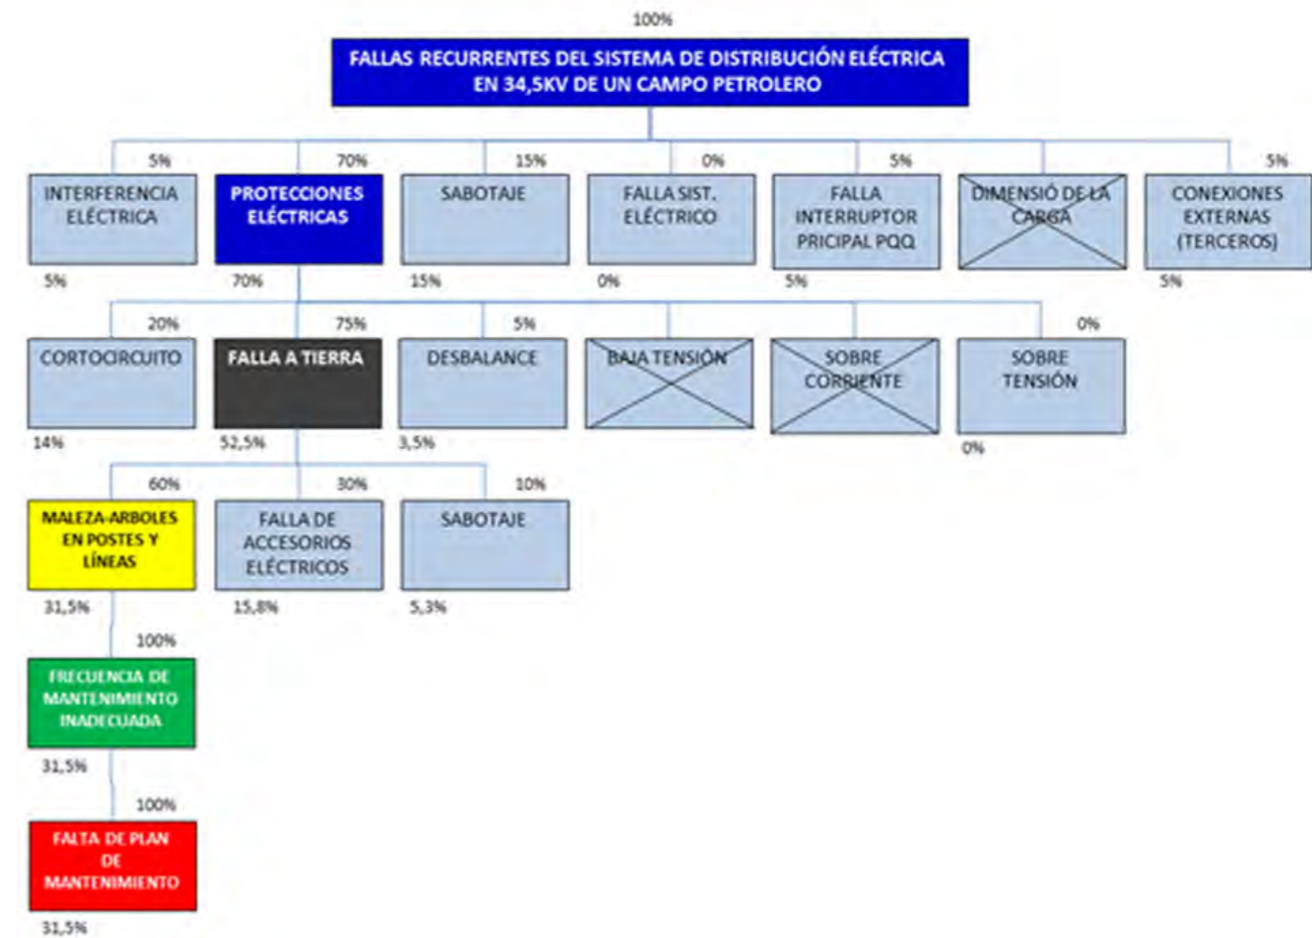 100%
FALLAS RECURRENTES DEL SISTEMA DE DISTRIBUCIÓN ELÉCTRICA
EN 34,5KV DE UN CAMPO PETROLERO
5%
70%
15%
0%
5%
5%
INTERFERENCIA
ELÉCTRICA
PROTECCIONES
ELÉCTRICAS
SABOTAJE
FALLA SIST.
ELÉCTRICO
FALLA
INTERRUPTOR
PRICIPAL PQQ
DIMENSIÓ DE LA
CARGA
CONEXIONES
EXTERNAS
(TERCEROS)
5%
70%
15%
0%
5%
5%
20%
75%
5%
0%
CORTOCIRCUITO
FALLA A TIERRA
DESBALANCE
BAJA TENSIÓN
SOBRE
CORRIENTE
SOBRE
TENSIÓN
14%
52,5%
3,5%
0%
60%
30%
10%
MALEZA-ARBOLES
EN POSTES Y
LÍNEAS
FALLA DE
ACCESORIOS
ELÉCTRICOS
SABOTAJE
31,5%
15,8%
5,3%
100%
FRECUENCIA DE
MANTENIMIENTO
INADECUADA
31,5%
100%
FALTA DE PLAN
DE
MANTENIMIENTO
31,5%